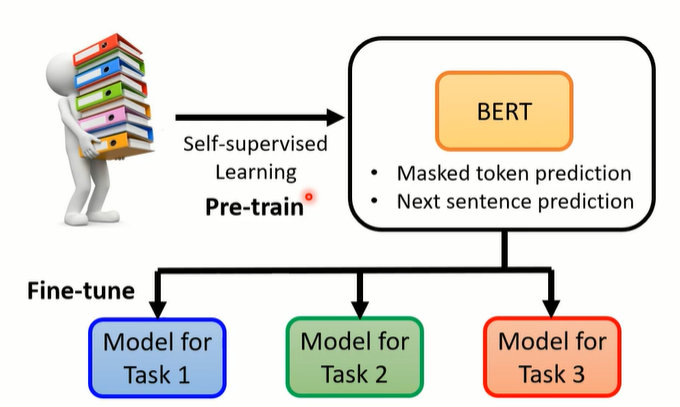 BERT
Self-supervised
Learning
Pre-train
• Masked token prediction
• Next sentence prediction
Fine-tune
Model for
Task 1
Model for
Task 2
Model for
Task 3